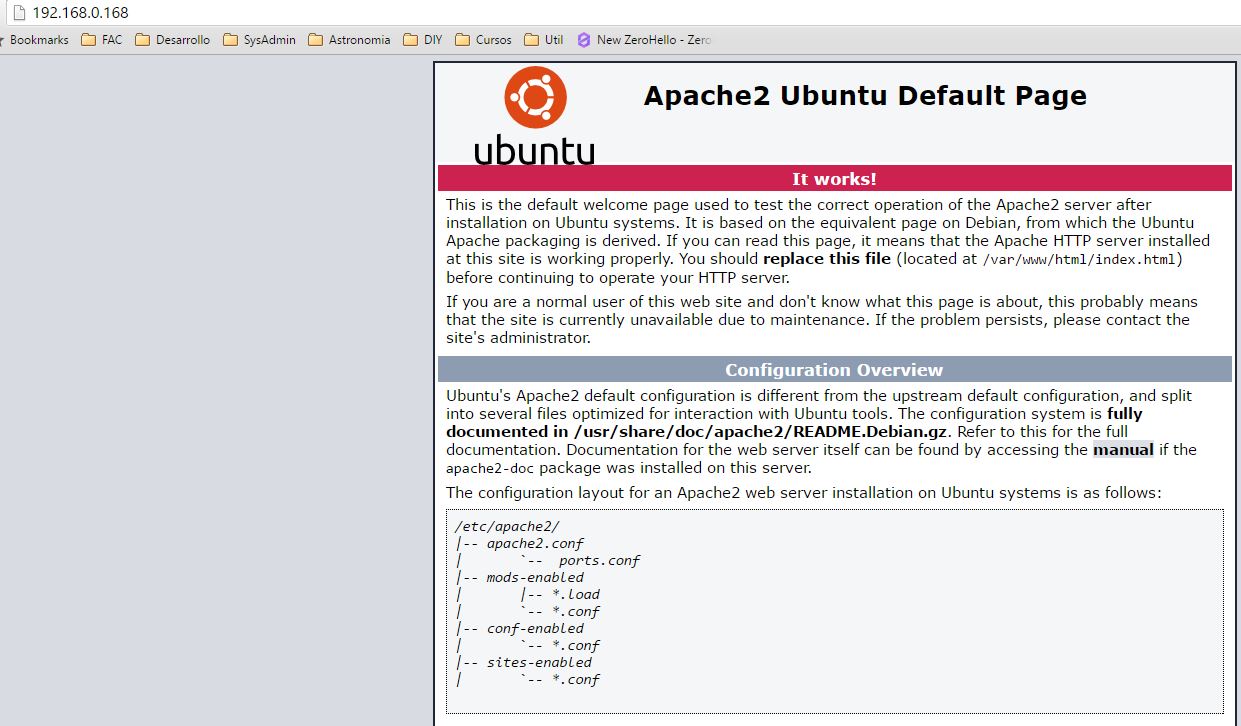 192.168.0.168
Bookmarks FAC Desarrollo SysAdmin Astronomia DIY Cursos Util New ZeroHello - Zero
ubuntu
Apache2 Ubuntu Default Page
It works!
This is the default welcome page used to test the correct operation of the Apache2 server after
installation on Ubuntu systems. It is based on the equivalent page on Debian, from which the Ubuntu
Apache packaging is derived. If you can read this page, it means that the Apache HTTP server installed
at this site is working properly. You should replace this file (located at /var/www/html/index.html)
before continuing to operate your HTTP server.
If you are a normal user of this web site and don't know what this page is about, this probably means
that the site is currently unavailable due to maintenance. If the problem persists, please contact the
site's administrator.
Configuration Overview
Ubuntu's Apache2 default configuration is different from the upstream default configuration, and split
into several files optimized for interaction with Ubuntu tools. The configuration system is fully
documented in /usr/share/doc/apache2/README.Debian.gz. Refer to this for the full
documentation. Documentation for the web server itself can be found by accessing the manual if the
apache2-doc package was installed on this server.
The configuration layout for an Apache2 web server installation on Ubuntu systems is as follows:
/etc/apache2/
|-- apache2.conf
|       `--  ports.conf
|-- mods-enabled
|       |-- *.load
|       `-- *.conf
|-- conf-enabled
|       `-- *.conf
|-- sites-enabled
|       `-- *.conf